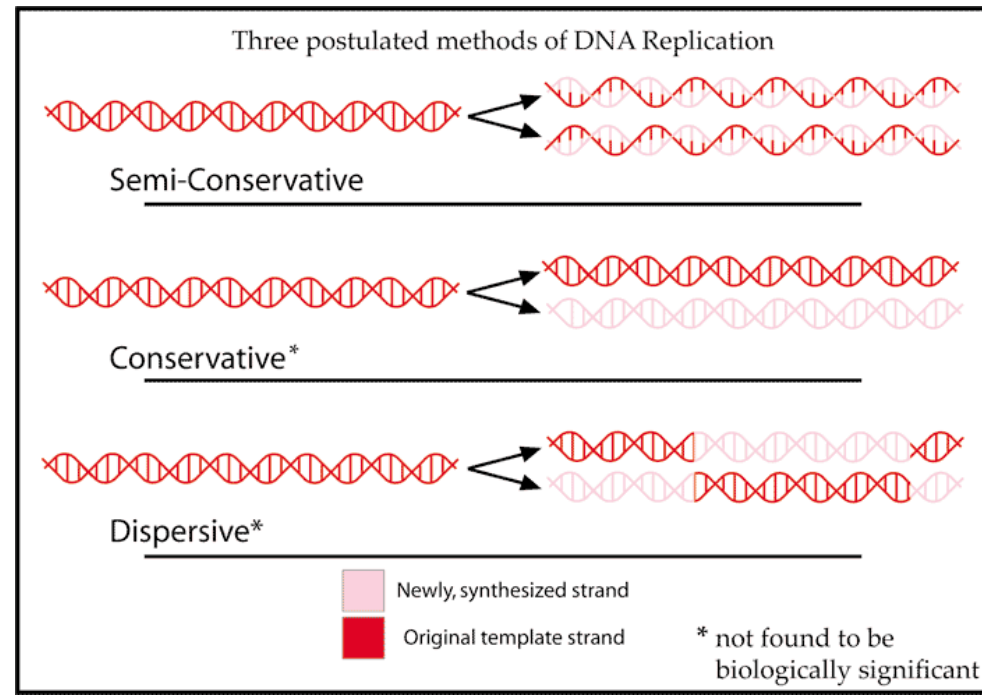 Three postulated methods of DNA Replication
Semi-Conservative
Conservative*
Dispersive*
Newly, synthesized strand
Original template strand
* not found to be
biologically significant